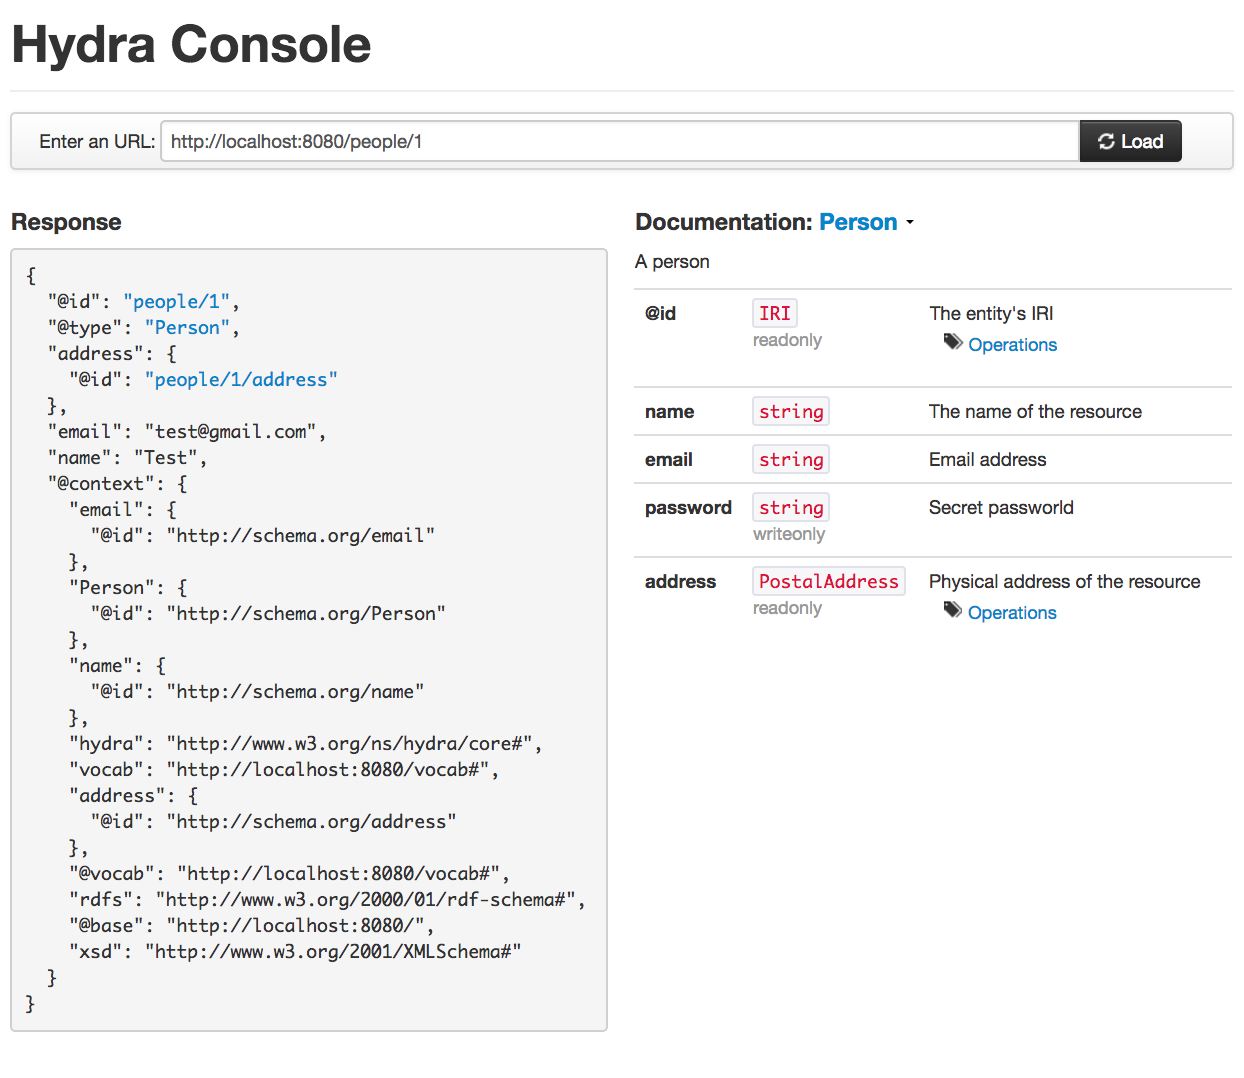 Hydra Console
Enter an URL: http://localhost:8080/people/1 Load
Response
{
"@id": "people/1",
"@type": "Person",
"address": {
"@id": "people/1/address"
},
"email": "test@gmail.com",
"name": "Test",
"@context": {
"email": {
"@id": "http://schema.org/email"
},
"Person": {
"@id": "http://schema.org/Person"
},
"name": {
"@id": "http://schema.org/name"
},
"hydra": "http://www.w3.org/ns/hydra/core#",
"vocab": "http://localhost:8080/vocab#",
"address": {
"@id": "http://schema.org/address"
},
"@vocab": "http://localhost:8080/vocab#",
"rdfs": "http://www.w3.org/2000/01/rdf-schema#",
"@base": "http://localhost:8080/",
"xsd": "http://www.w3.org/2001/XMLSchema#"
}
}
Documentation: Person
A person
@id IRI The entity's IRI
readonly Operations
name string The name of the resource
email string Email address
password string Secret passworld
writeonly
address PostalAddress Physical address of the resource
readonly Operations